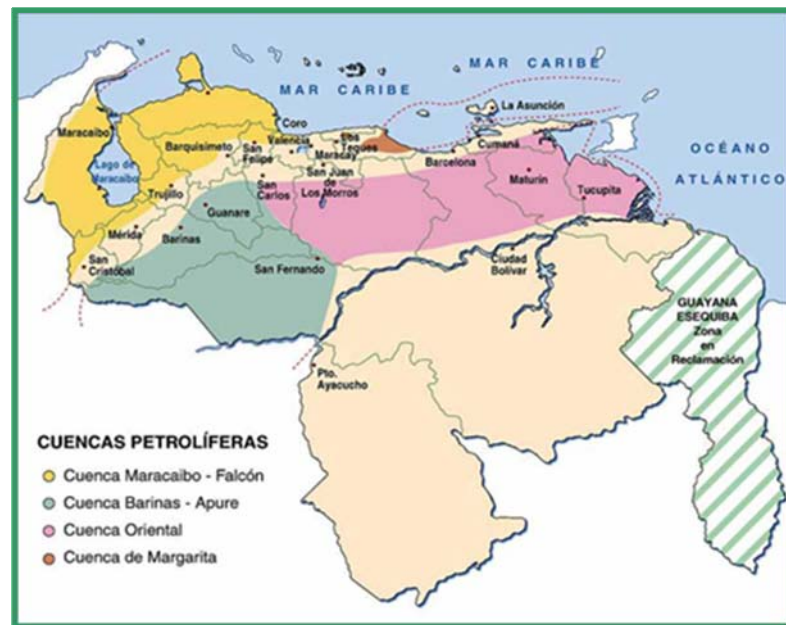 MAR CARIBE
MAR CARIBE
La Asunción
Maracaibo
Coro
Lago de
Maracaibo
Barquisimeto
San
Felipe
Valencia
Los
Teques
Maracay
Barcelona
Cumaná
OCÉANO
ATLÁNTICO
Trujillo
San
Carlos
San Juan
de
Los Morros
Maturín
Tucupita
Guanare
Mérida
Barinas
San
Cristóbal
San Fernando
Ciudad
Bolívar
GUAYANA
ESEQUIBA
Zona
en
Reclamación
Pto.
Ayacucho
CUENCAS PETROLÍFERAS
Cuenca Maracaibo - Falcón
Cuenca Barinas - Apure
Cuenca Oriental
Cuenca de Margarita